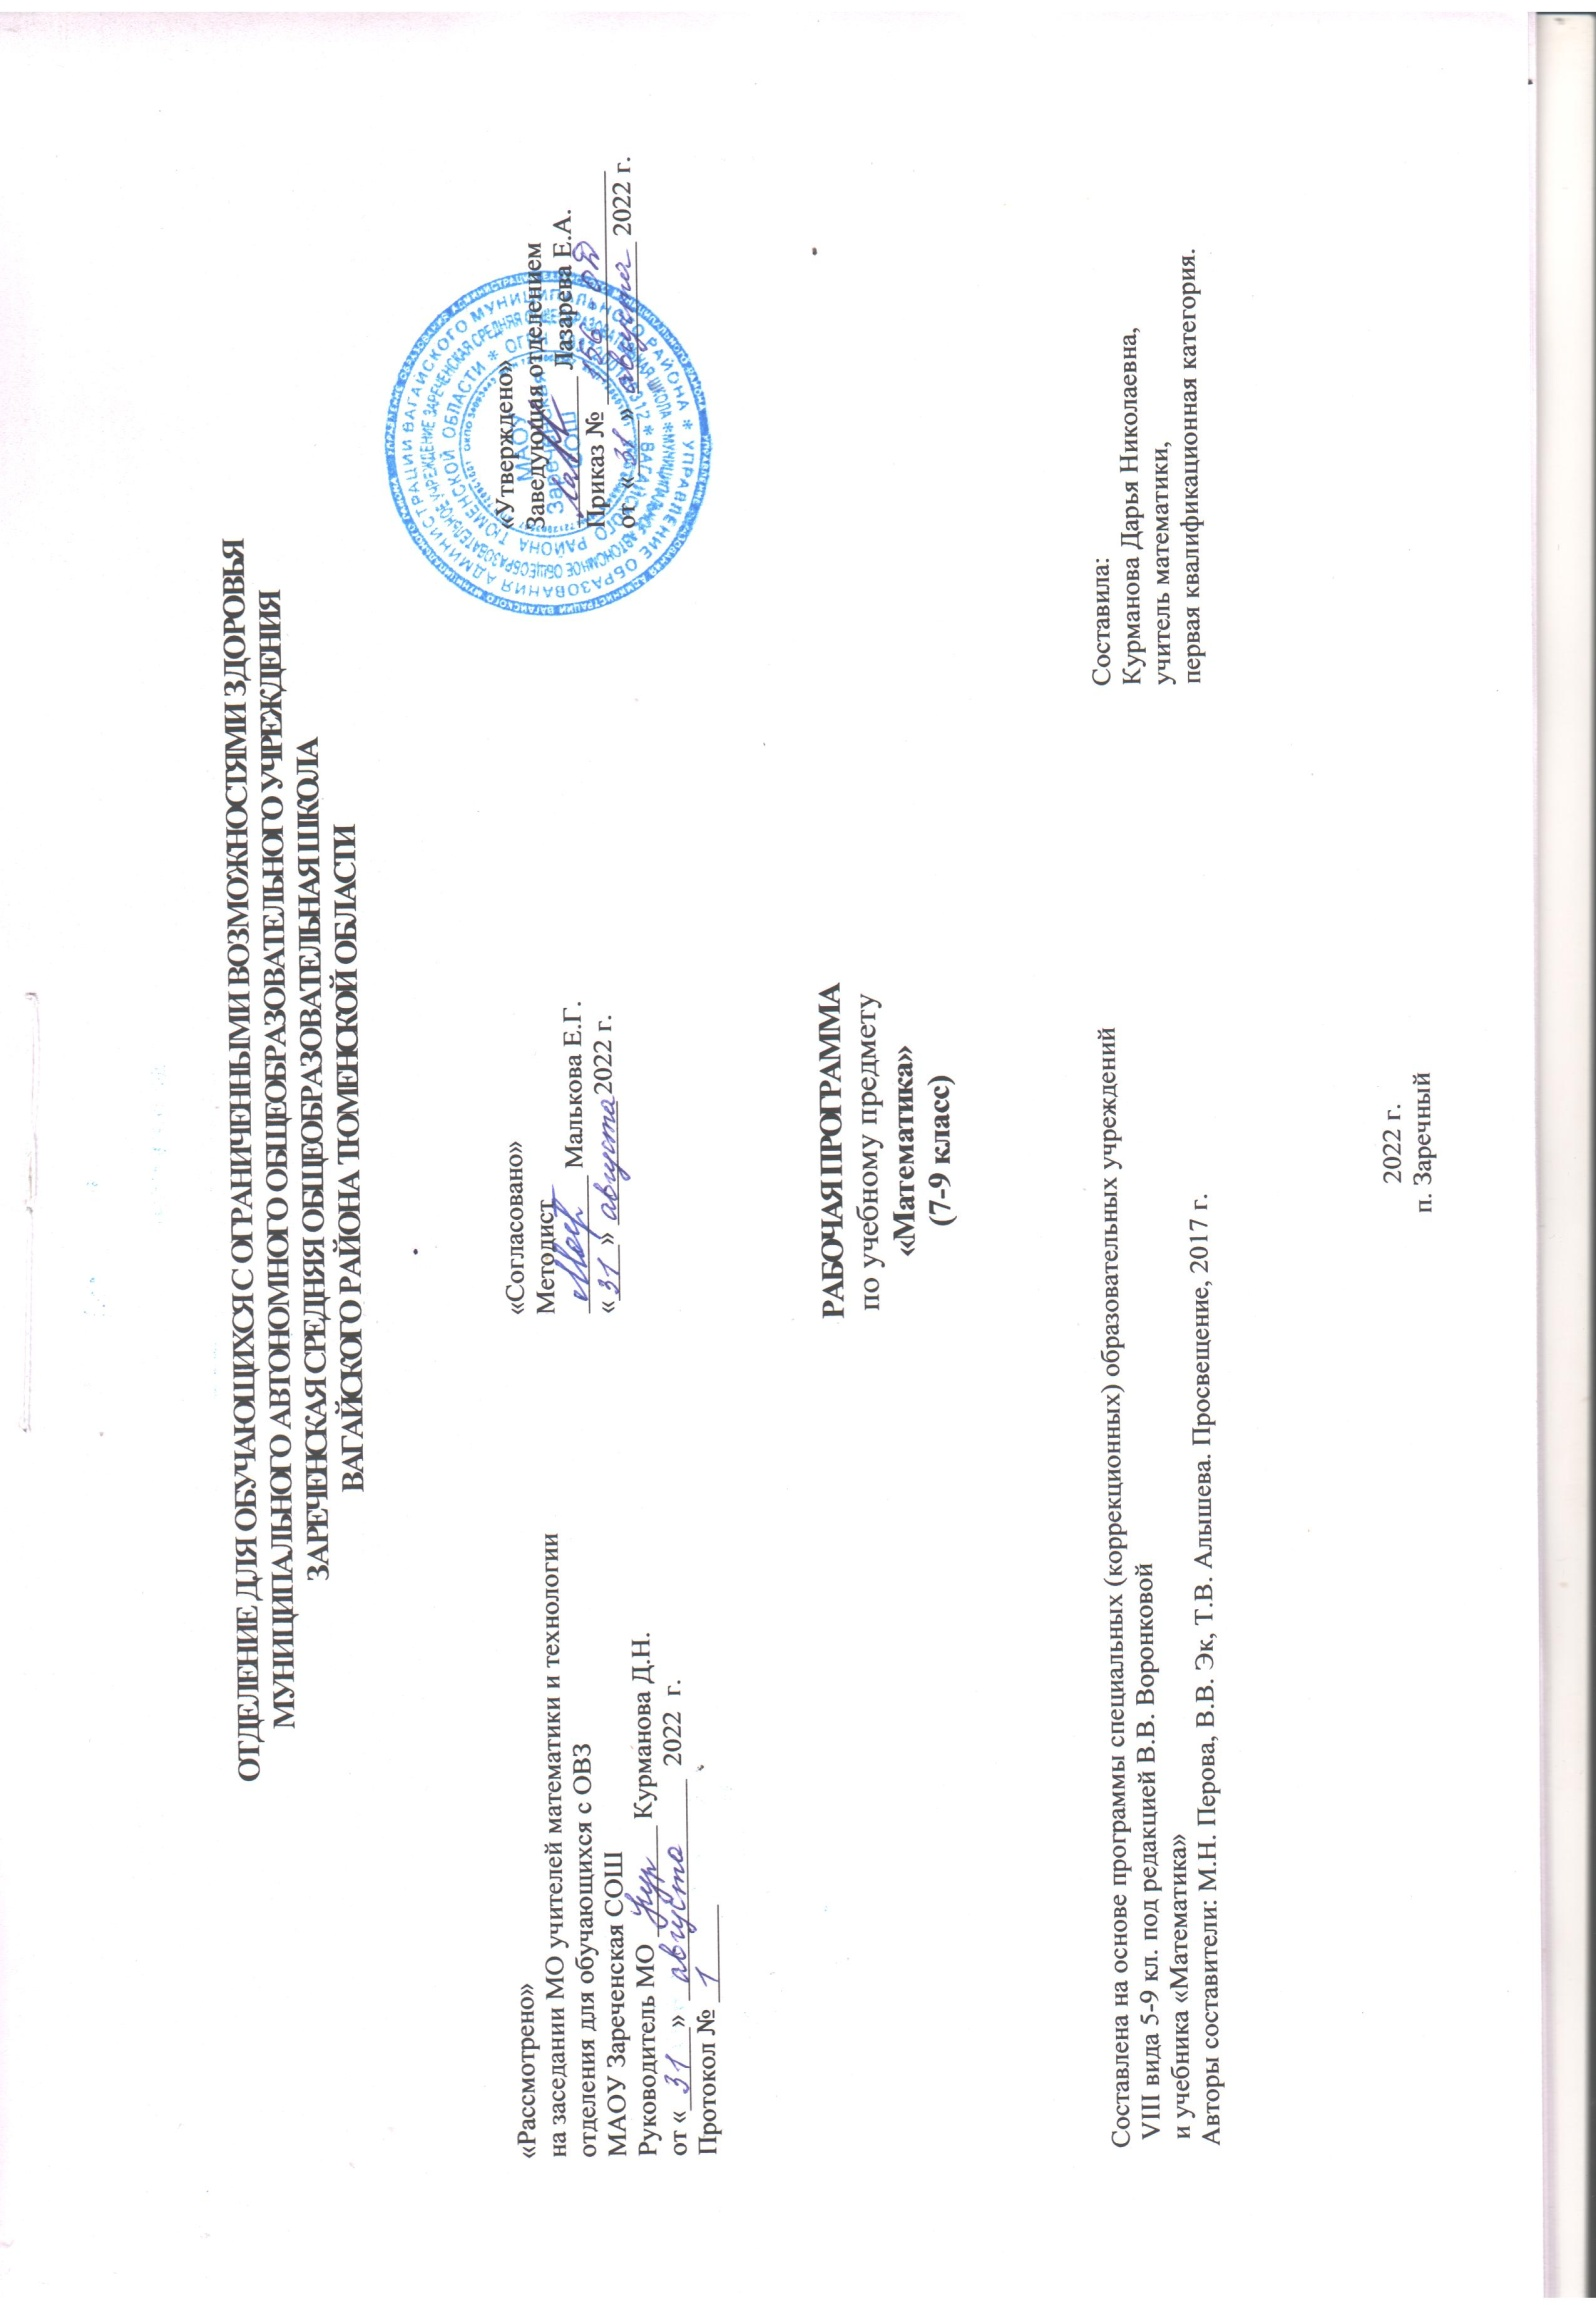 ОТДЕЛЕНИЕ ДЛЯ ОБУЧАЮЩИХСЯ С ОГРАНИЧЕННЫМИ ВОЗМОЖНОСТЯМИ ЗДОРОВЬЯ
МУНИЦИПАЛЬНОГО АВТОНОМНОГО ОБЩЕОБРАЗОВАТЕЛЬНОГО УЧРЕЖДЕНИЯ
ЗАРЕЧЕНСКАЯ СРЕДНЯЯ ОБЩЕОБРАЗОВАТЕЛЬНАЯ ШКОЛА
ВАГАЙСКОГО РАЙОНА ТЮМЕНСКОЙ ОБЛАСТИ
«Рассмотрено»
на заседании МО учителей математики и технологии
отделения для обучающихся с ОВЗ
МАОУ Зареченская СОШ
Руководитель МО Курманова Д.Н.
от « 31 » августа 2022 г.
Протокол № 1
«Согласовано»
Методист
Малькова Е.Г.
« 31 » августа 2022 г.
«Утверждено»
Заведующая отделением
Лазарева Е.А.
Приказ №
от « 31 » августа 2022 г.
МАОУ
Зареченская
СОШ
РАБОЧАЯ ПРОГРАММА
по учебному предмету
«Математика»
(7-9 класс)
Составлена на основе программы специальных (коррекционных) образовательных учреждений
VIII вида 5-9 кл. под редакцией В.В. Воронковой
и учебника «Математика»
Авторы составители: М.Н. Перова, В.В. Эк, Т.В. Алышева. Просвещение, 2017 г.
Составила:
Курманова Дарья Николаевна,
учитель математики,
первая квалификационная категория.
2022 г.
п. Заречный